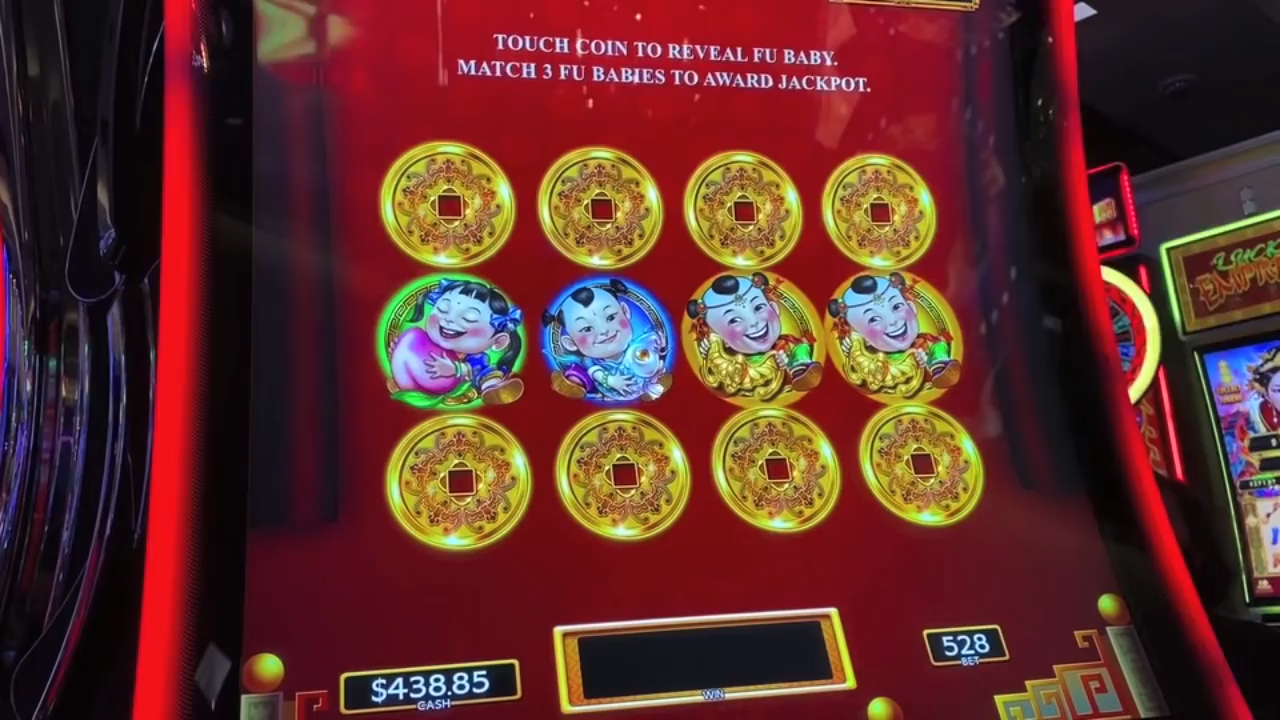 TOUCH COIN TO REVEAL FU BABY.
MATCH 3 FU BABIES TO AWARD JACKPOT.
$438.85
CASH
WIN
528
BET